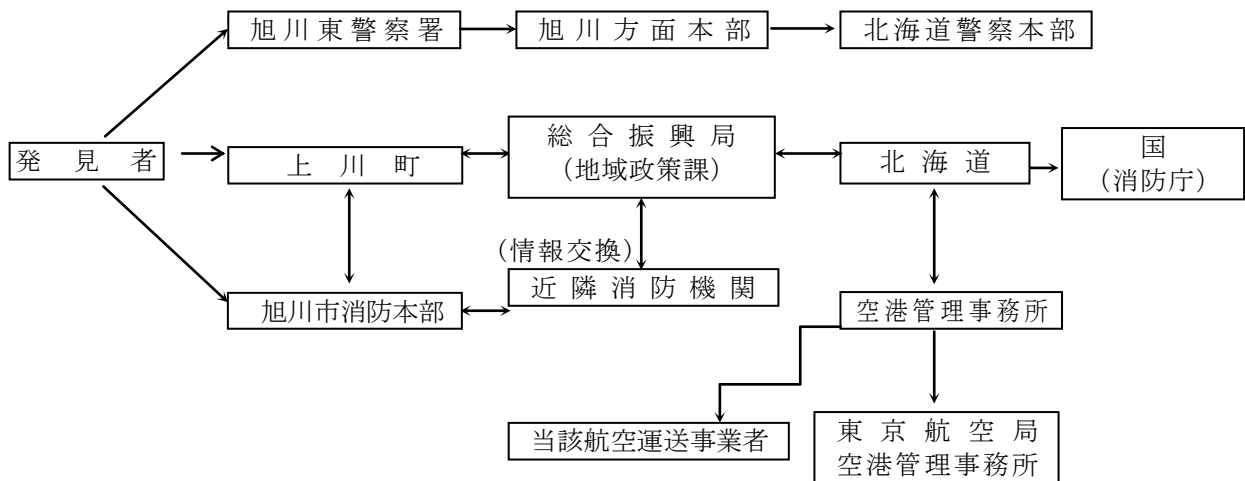 旭川東警察署
旭川方面本部
北海道警察本部
発見者
上川町
総合振興局
(地域政策課)
北海道
国
(消防庁)
(情報交換)
旭川市消防本部
近隣消防機関
空港管理事務所
当該航空運送事業者
東京航空局
空港管理事務所